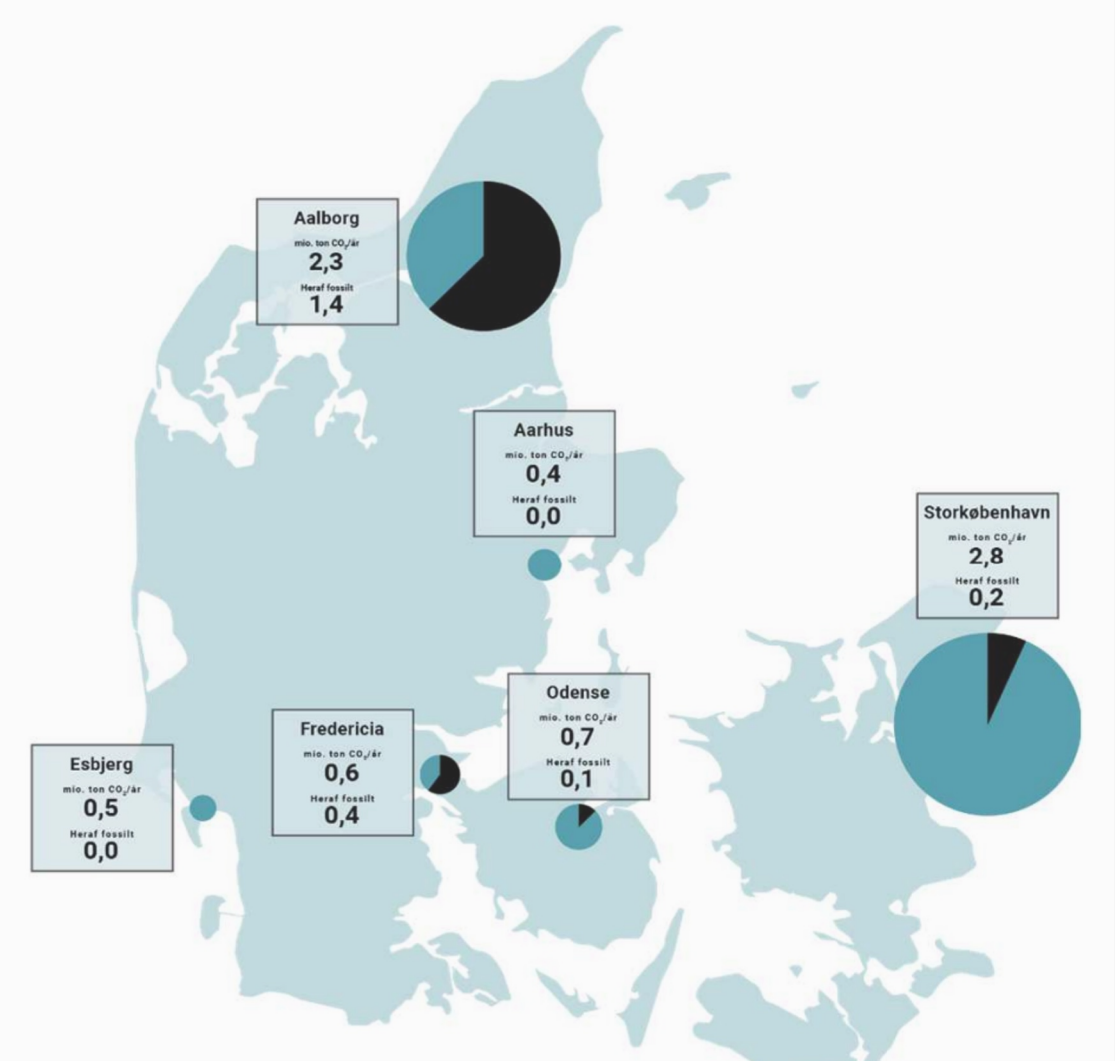 Aalborg
mio. ton CO₂/år
2,3
Heraf fossilt
1,4
Aarhus
mio. ton CO₂/år
0,4
Heraf fossilt
0,0
Storkøbenhavn
mio. ton CO₂/år
2,8
Heraf fossilt
0,2
Odense
mio. ton CO₂/år
0,7
Heraf fossilt
0,1
Fredericia
mio. ton CO₂/år
0,6
Heraf fossilt
0,4
Esbjerg
mio. ton CO₂/år
0,5
Heraf fossilt
0,0